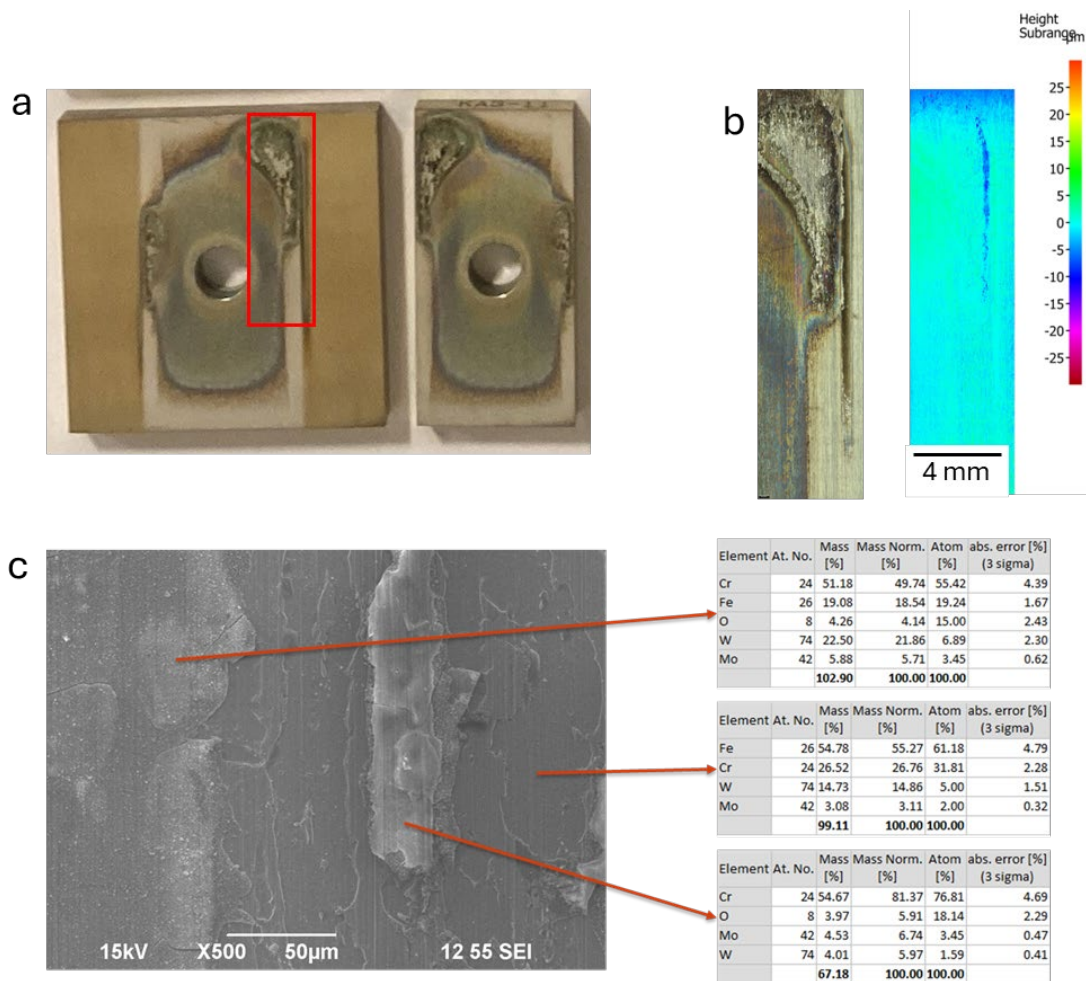 a
KA3-11
b
Height
Subrange
µm
25
20
15
10
5
0
-5
-10
-15
-20
-25
4 mm
c
15kV X500 50µm 12 55 SEI
Element At. No. Mass [%] Mass Norm. [%] Atom [%] abs. error [%] (3 sigma)
Cr 24 51.18 49.74 55.42 4.39
Fe 26 19.08 18.54 19.24 1.67
O 8 4.26 4.14 15.00 2.43
W 74 22.50 21.86 6.89 2.30
Mo 42 5.88 5.71 3.45 0.62
102.90 100.00 100.00
Element At. No. Mass [%] Mass Norm. [%] Atom [%] abs. error [%] (3 sigma)
Fe 26 54.78 55.27 61.18 4.79
Cr 24 26.52 26.76 31.81 2.28
W 74 14.73 14.86 5.00 1.51
Mo 42 3.08 3.11 2.00 0.32
99.11 100.00 100.00
Element At. No. Mass [%] Mass Norm. [%] Atom [%] abs. error [%] (3 sigma)
Cr 24 54.67 81.37 76.81 4.69
O 8 3.97 5.91 18.14 2.29
Mo 42 4.53 6.74 3.45 0.47
W 74 4.01 5.97 1.59 0.41
67.18 100.00 100.00